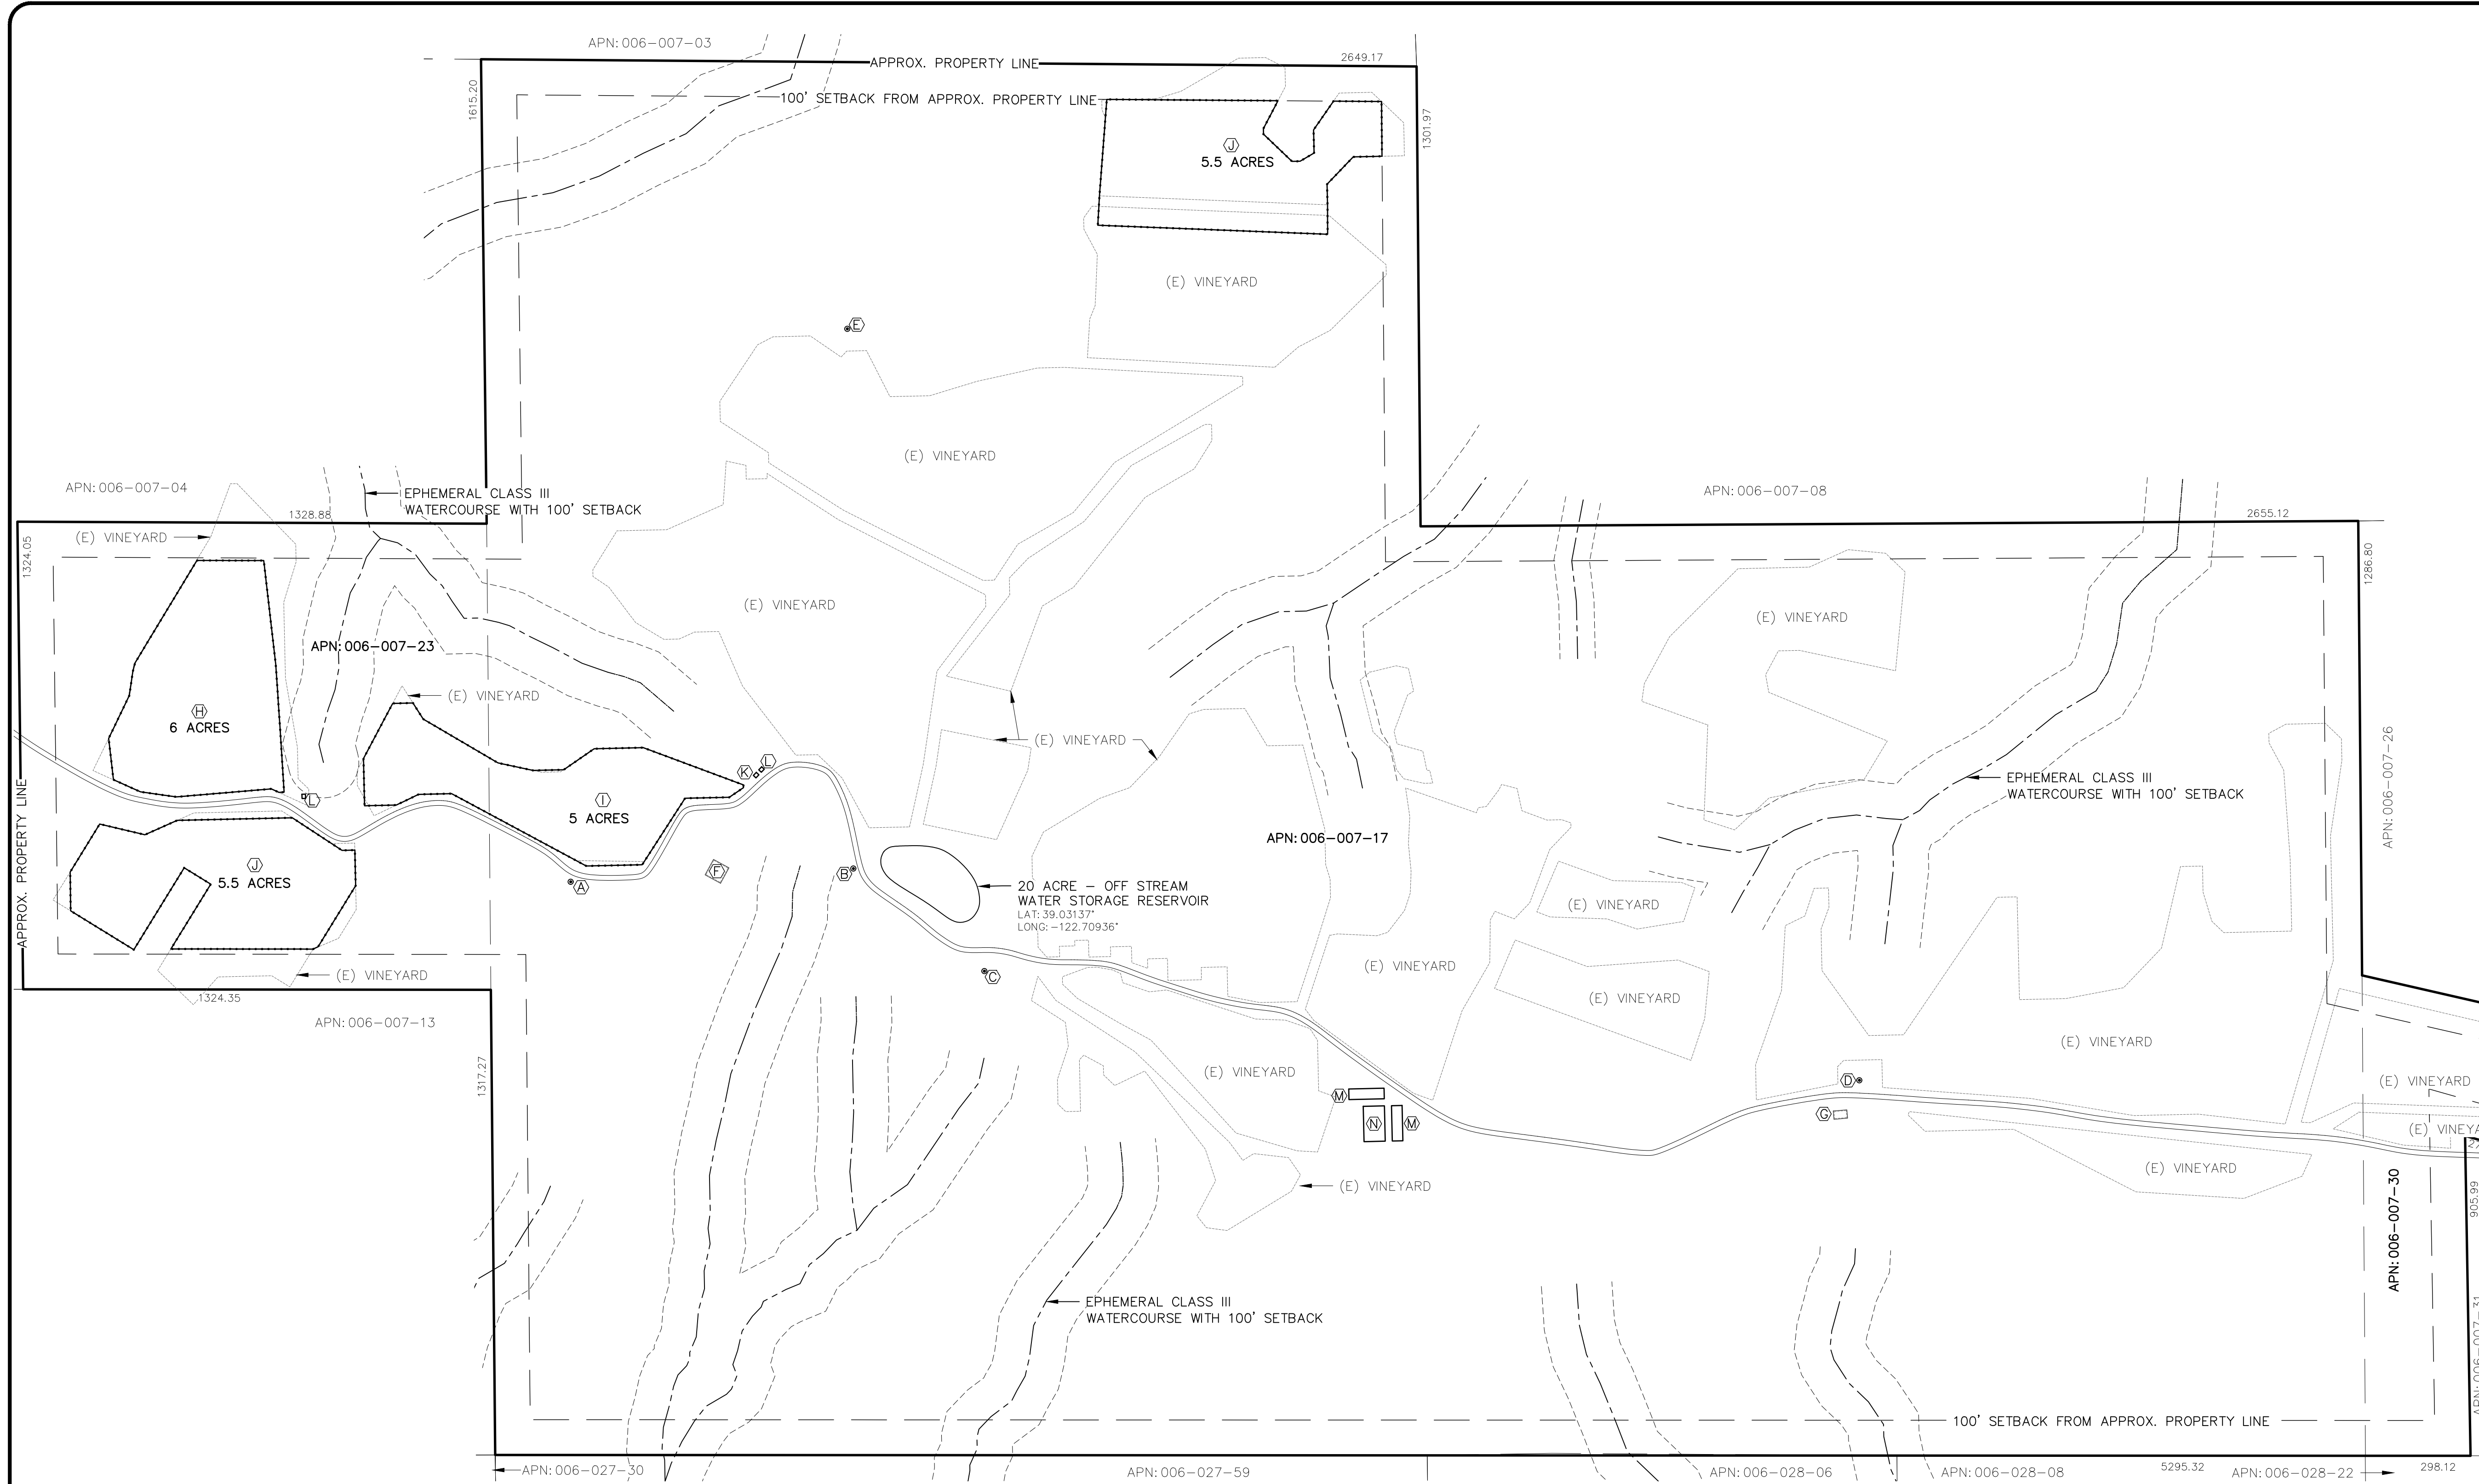 APN: 006-007-03
APPROX. PROPERTY LINE
2649.17
1615.20
100' SETBACK FROM APPROX. PROPERTY LINE
1301.97
J
5.5 ACRES
(E) VINEYARD
E
(E) VINEYARD
APN: 006-007-04
EPHEMERAL CLASS III
WATERCOURSE WITH 100' SETBACK
APN: 006-007-08
1328.88
2655.12
(E) VINEYARD
1324.05
1286.80
(E) VINEYARD
(E) VINEYARD
APN: 006-007-23
(E) VINEYARD
H
6 ACRES
(E) VINEYARD
APN: 006-007-26
K
L
EPHEMERAL CLASS III
WATERCOURSE WITH 100' SETBACK
L
I
5 ACRES
APN: 006-007-17
APPROX. PROPERTY LINE
J
5.5 ACRES
F
B
A
20 ACRE – OFF STREAM
WATER STORAGE RESERVOIR
LAT: 39.03137°
LONG: -122.70936°
(E) VINEYARD
(E) VINEYARD
C
(E) VINEYARD
(E) VINEYARD
1324.35
APN: 006-007-13
(E) VINEYARD
1317.27
(E) VINEYARD
D
(E) VINEYARD
M
N
M
G
(E) VINEYA
(E) VINEYARD
(E) VINEYARD
905.99
APN: 006-007-30
EPHEMERAL CLASS III
WATERCOURSE WITH 100' SETBACK
APN: 006-007-31
100' SETBACK FROM APPROX. PROPERTY LINE
APN: 006-027-30
APN: 006-027-59
APN: 006-028-06
APN: 006-028-08
5295.32
APN: 006-028-22
298.12